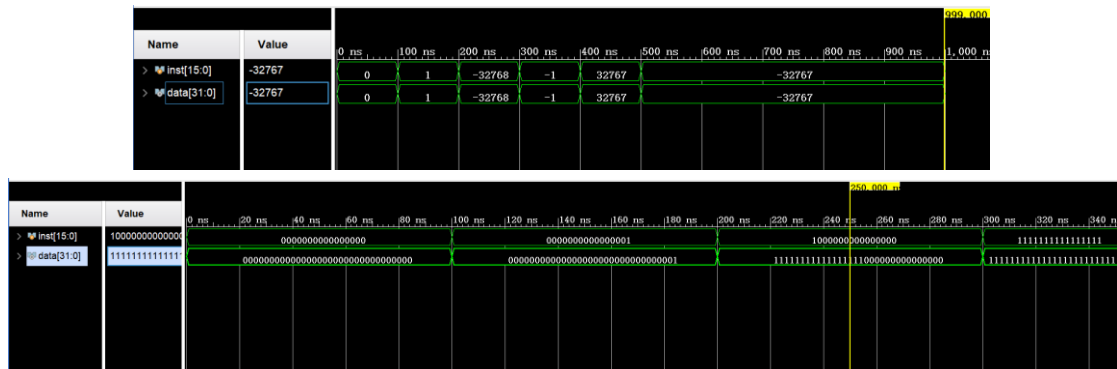 999,000
Name Value 0 ns 100 ns 200 ns 300 ns 400 ns 500 ns 600 ns 700 ns 800 ns 900 ns 1,000 n
inst[15:0] -32767 0 1 -32768 -1 32767 -32767
data[31:0] -32767 0 1 -32768 -1 32767 -32767
250.000 n
Name Value 0 ns 20 ns 40 ns 60 ns 80 ns 100 ns 120 ns 140 ns 160 ns 180 ns 200 ns 220 ns 240 ns 260 ns 280 ns 300 ns 320 ns 340 n
inst[15:0] 1000000000000 0000000000000000 0000000000000001 1000000000000000 1111111111111111
data[31:0] 00000000000000000000000000000000 00000000000000000000000000000001 11111111111111111000000000000000